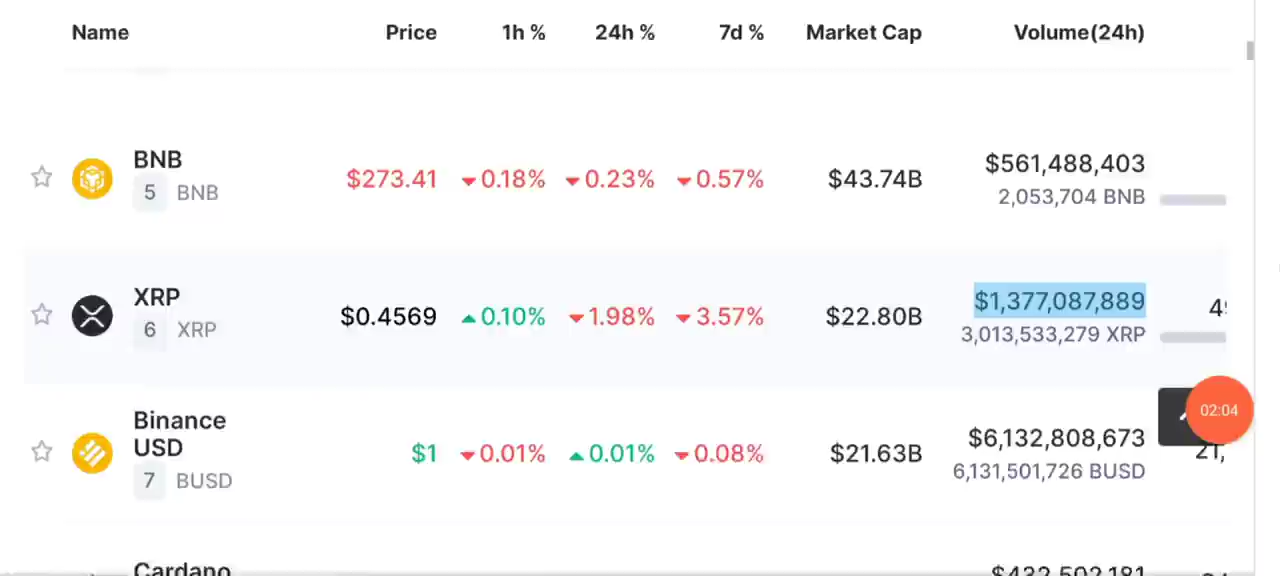 Name Price 1h % 24h % 7d % Market Cap Volume(24h)
BNB
5 BNB
$273.41 0.18% 0.23% 0.57% $43.74B $561,488,403
2,053,704 BNB
XRP
6 XRP
$0.4569 0.10% 1.98% 3.57% $22.80B $1,377,087,889
3,013,533,279 XRP
Binance
USD
7 BUSD
$1 0.01% 0.01% 0.08% $21.63B $6,132,808,673
6,131,501,726 BUSD
02:04
21,
Cardano
$432,502,181